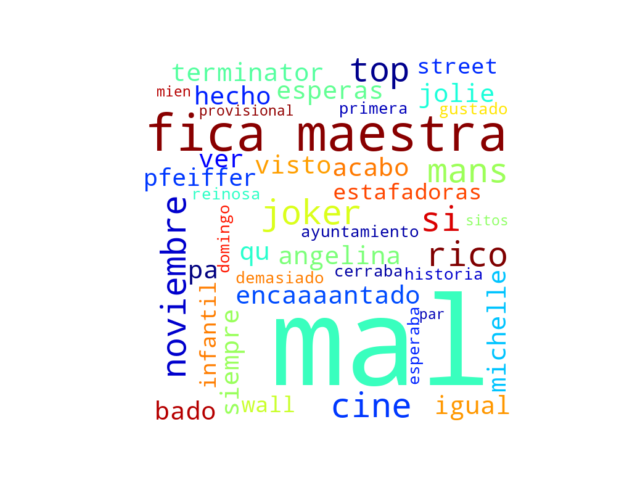 terminator top street
mien hecho esperas jolie
provisional primera gustado
fica maestra
ver visto acabo mans
pfeiffer
reinosa estafadoras
noviembre domingo joker si sitos
ayuntamiento
qu angelina rico
pa demasiado cerraba historia
infantil encaaaantado michelle
siempre mal esperaba par
bado wall cine igual